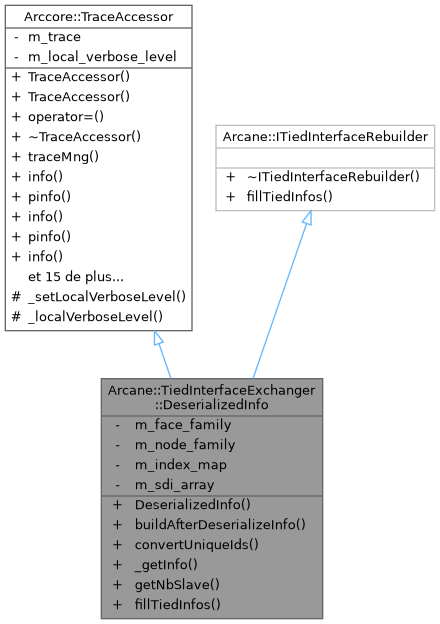 Arccore::TraceAccessor
- m_trace
- m_local_verbose_level
+ TraceAccessor()
+ TraceAccessor()
+ operator=()
+ ~TraceAccessor()
+ traceMng()
+ info()
+ pinfo()
+ info()
+ pinfo()
+ info()
et 15 de plus...
# _setLocalVerboseLevel()
# _localVerboseLevel()
Arcane::ITiedInterfaceRebuilder
+ ~ITiedInterfaceRebuilder()
+ fillTiedInfos()
Arcane::TiedInterfaceExchanger
::DeserializedInfo
- m_face_family
- m_node_family
- m_index_map
- m_sdi_array
+ DeserializedInfo()
+ buildAfterDeserializeInfo()
+ convertUniqueIds()
+ _getInfo()
+ getNbSlave()
+ fillTiedInfos()